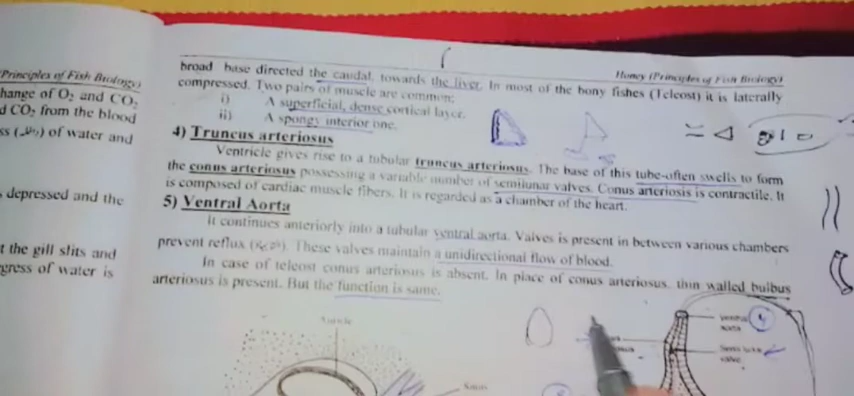 Principles of Fish Biology)
hange of O₂ and CO₂
d CO₂ from the blood
ss () of water and
depressed and the
t the gill slits and
gress of water is
Honey (Principles of Fish Biology)
broad base directed the caudal, towards the liver. In most of the bony fishes (Teleost) it is laterally
compressed. Two pairs of muscle are common:
i) A superficial, dense cortical layer.
ii) A spongy interior one.
4) Truncus arteriosus
Ventricle gives rise to a tubular truncus arteriosus. The base of this tube-often swells to form
the conus arteriosus possessing a variable number of semilunar valves. Conus arteriosis is contractile. It
is composed of cardiac muscle fibers. It is regarded as a chamber of the heart.
5) Ventral Aorta
It continues anteriorly into a tubular ventral aorta. Valves is present in between various chambers
prevent reflux (). These valves maintain a unidirectional flow of blood.
In case of teleost conus arteriosus is absent. In place of conus arteriosus, thin walled bulbus
arteriosus is present. But the function is same.
Auricle
ventral
aorta
valve
Sinus